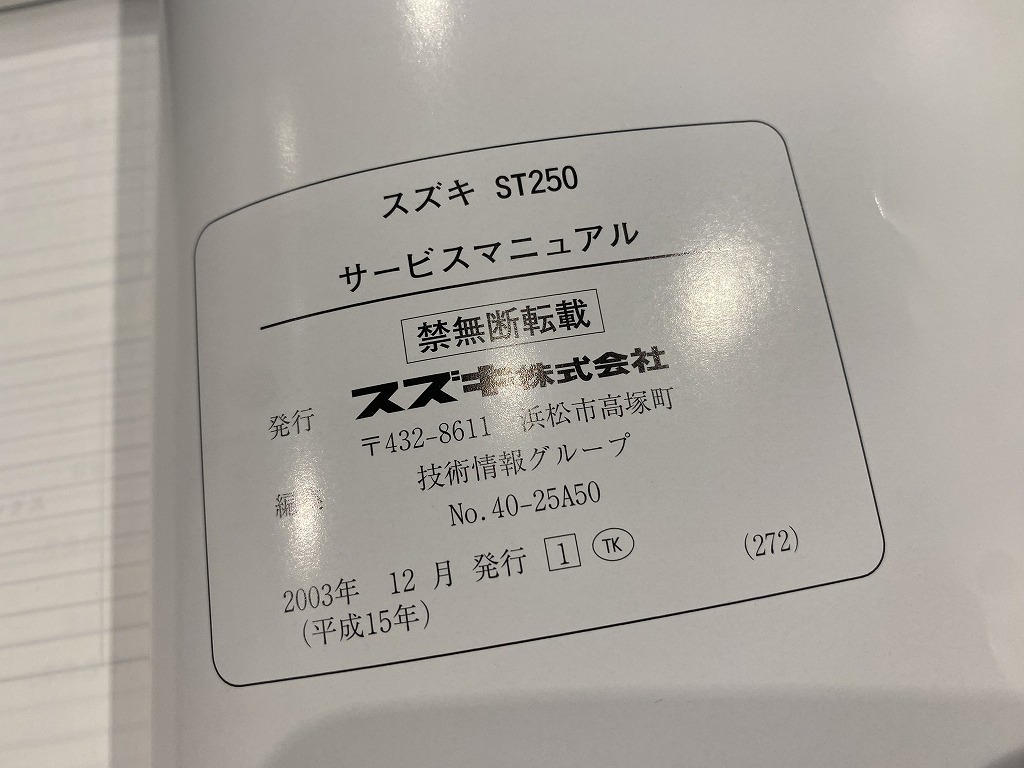 スズキ ST250
サービスマニュアル
禁無断転載
発行 スズキ株式会社
〒432-8611 浜松市高塚町
編 技術情報グループ
No.40-25A50
2003年 12月 発行 1 TK (272)
(平成15年)